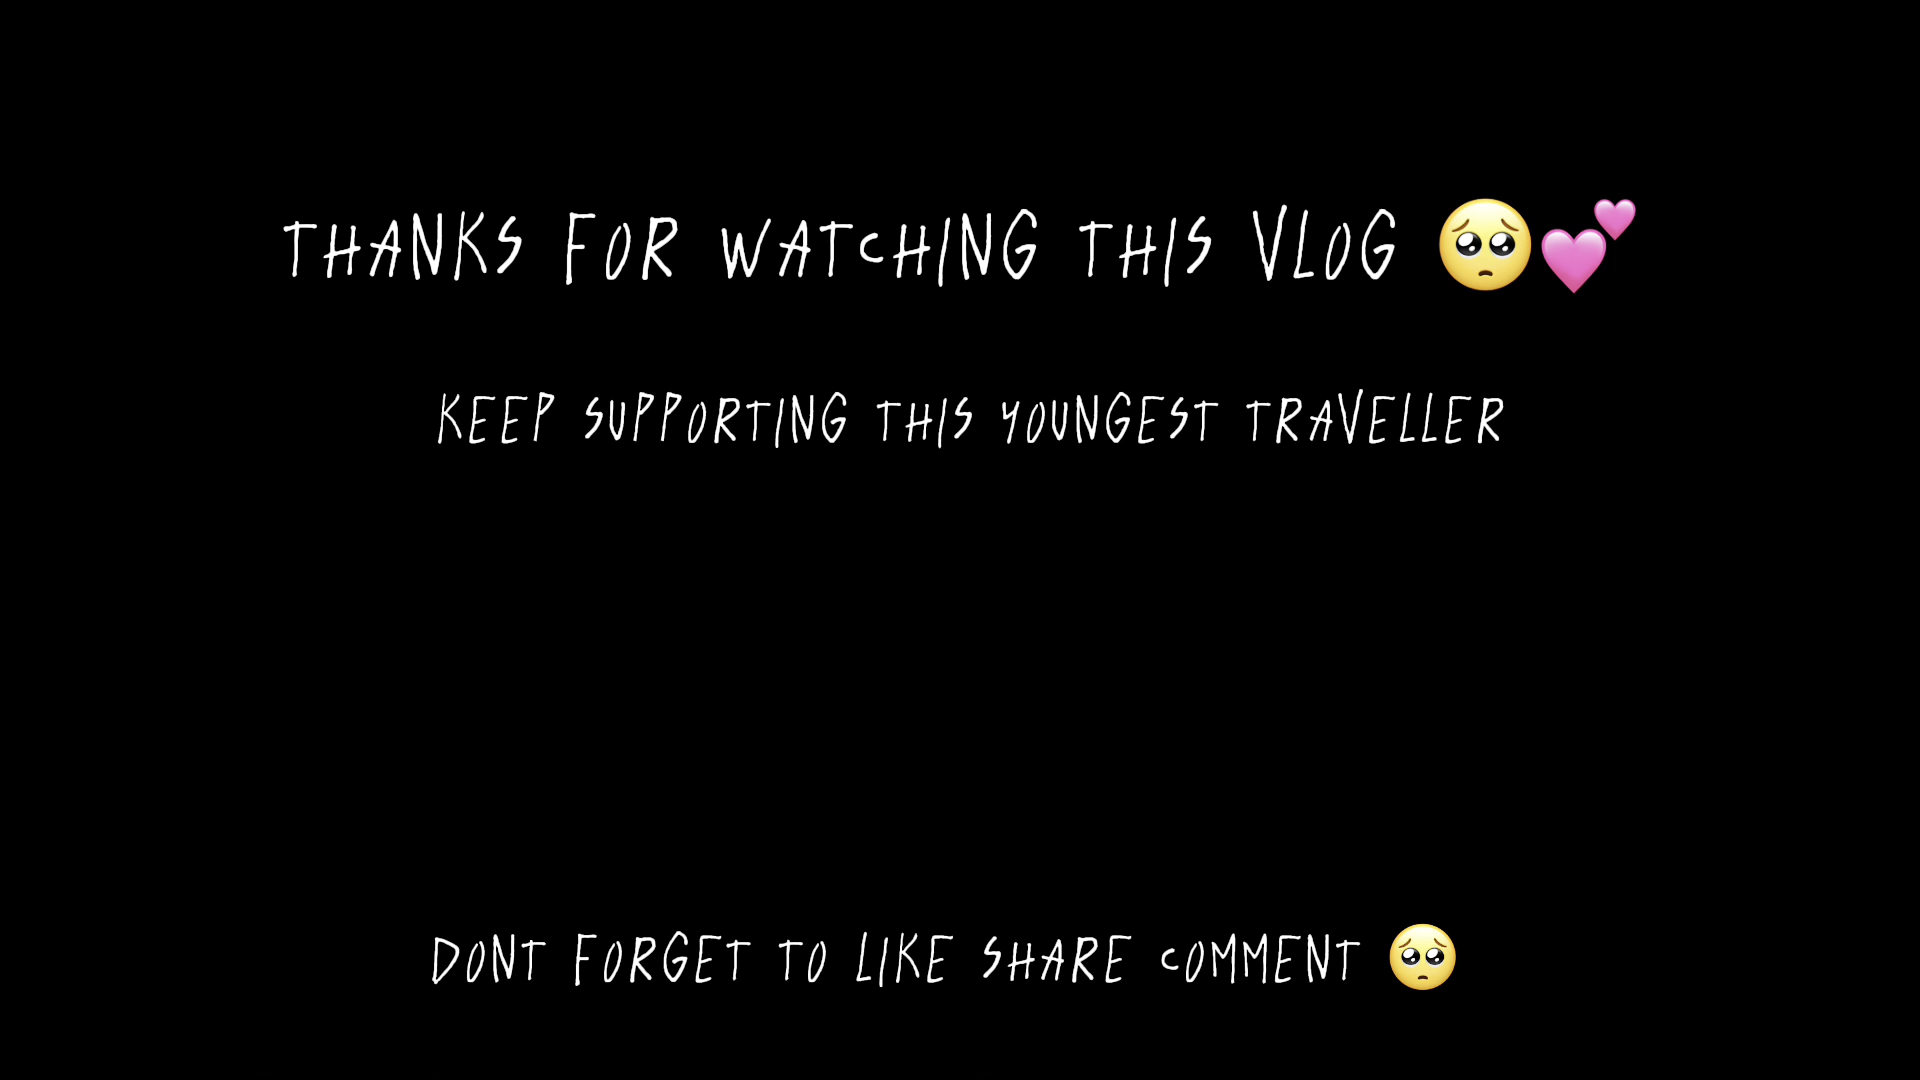 THANKS FOR WATCHING THIS VLOG 🥺💕
KEEP SUPPORTING THIS YOUNGEST TRAVELLER
DONT FORGET TO LIKE SHARE COMMENT 🥺